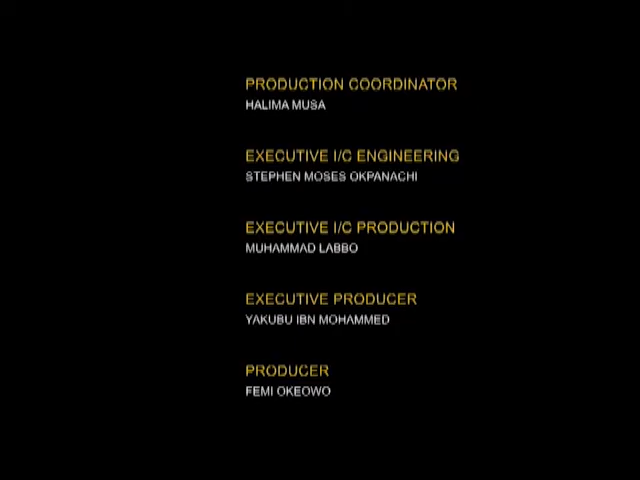 PRODUCTION COORDINATOR
HALIMA MUSA
EXECUTIVE I/C ENGINEERING
STEPHEN MOSES OKPANACHI
EXECUTIVE I/C PRODUCTION
MUHAMMAD LABBO
EXECUTIVE PRODUCER
YAKUBU IBN MOHAMMED
PRODUCER
FEMI OKEOWO